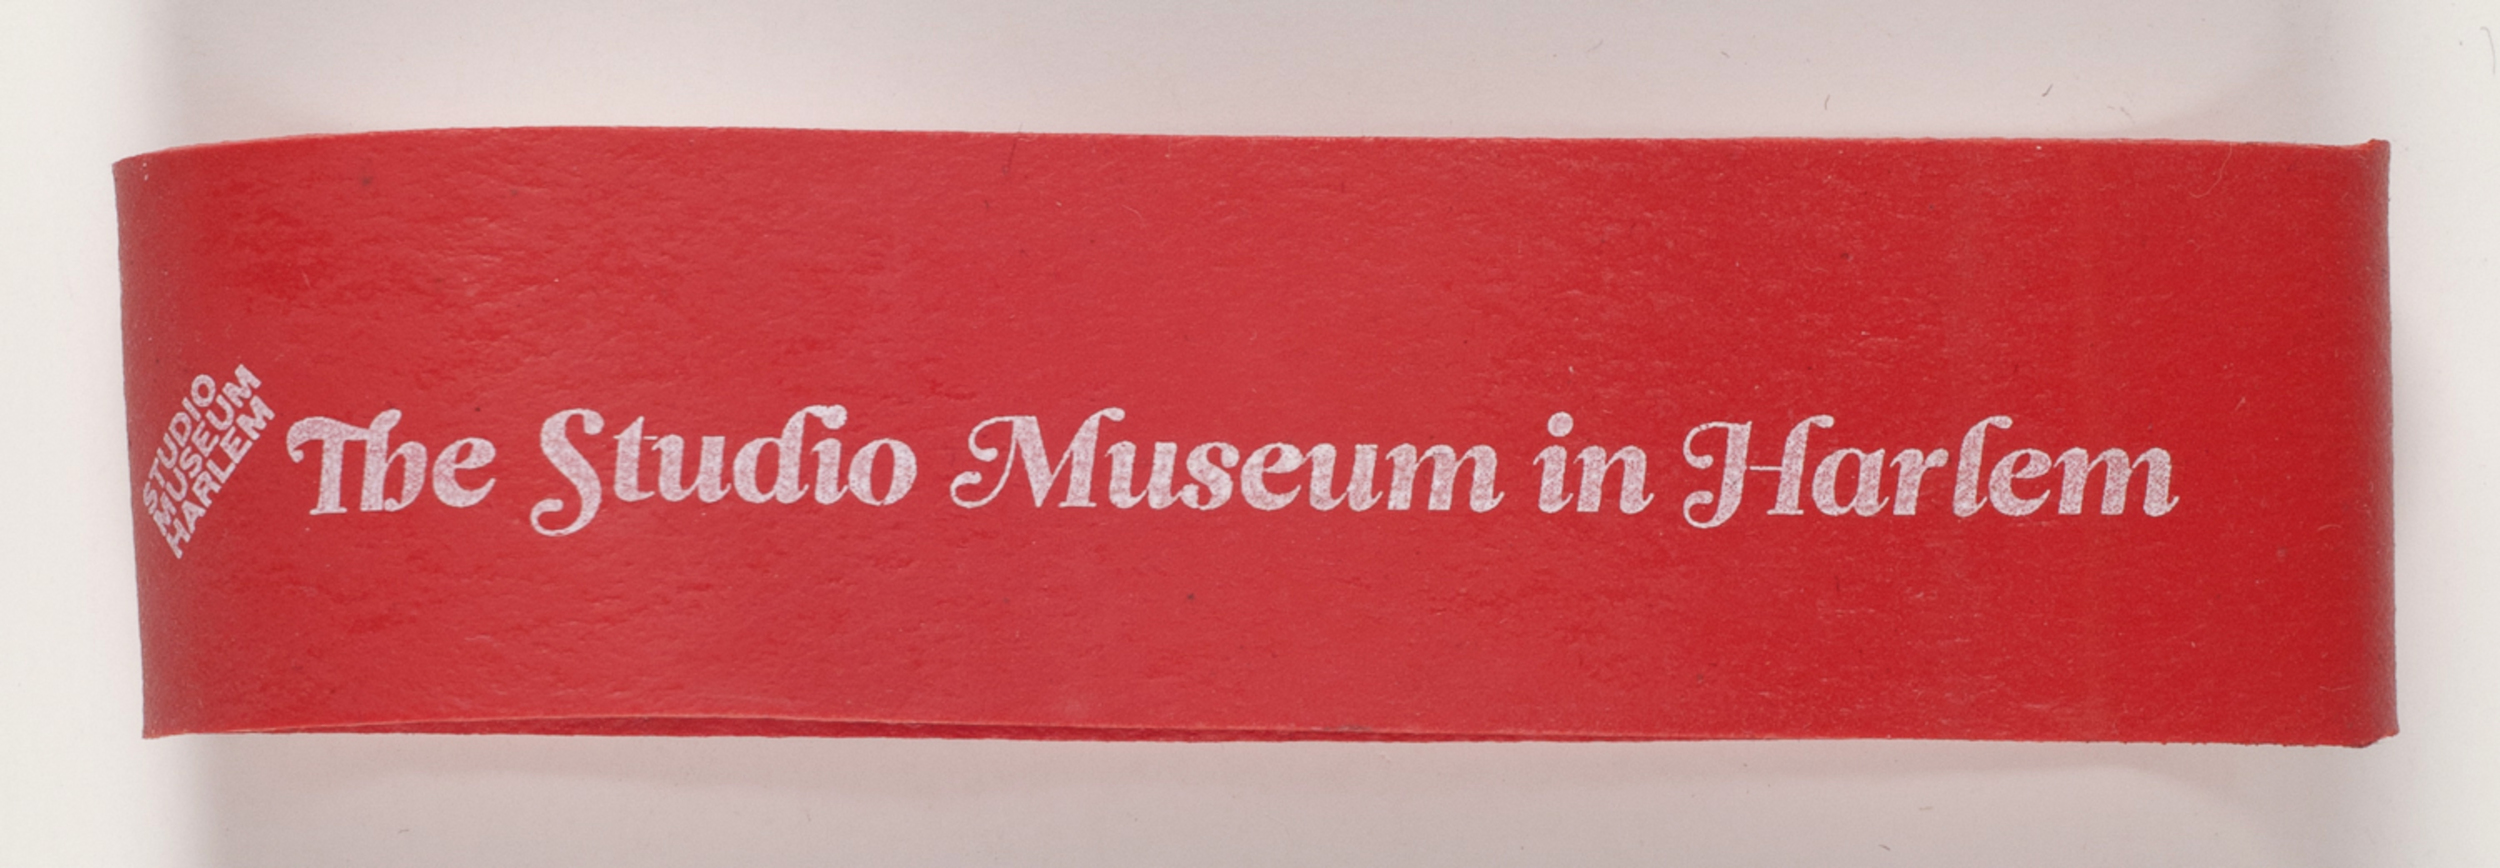 STUDIO
MUSEUM
HARLEM
The Studio Museum in Harlem